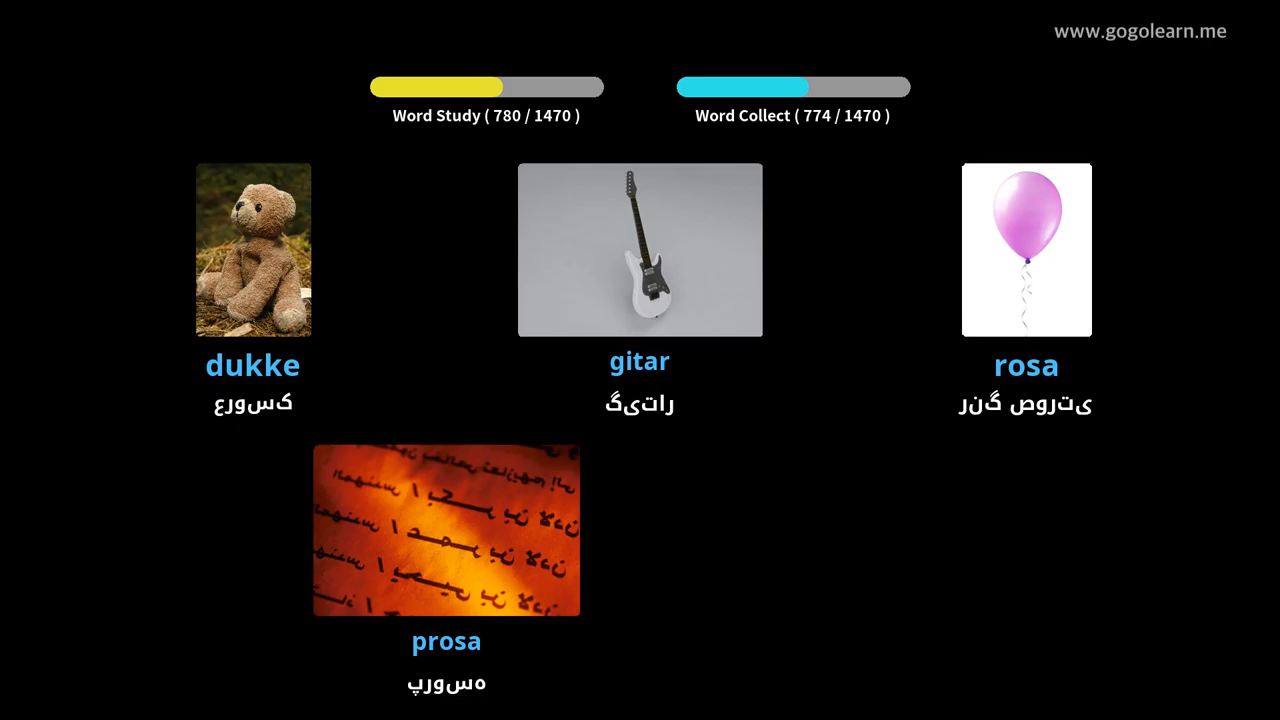 www.gogolearn.me
Word Study ( 780 / 1470 )
Word Collect ( 774 / 1470 )
dukke
کسورع
gitar
راتیگ
rosa
یتروص گنر
prosa
هسورپ